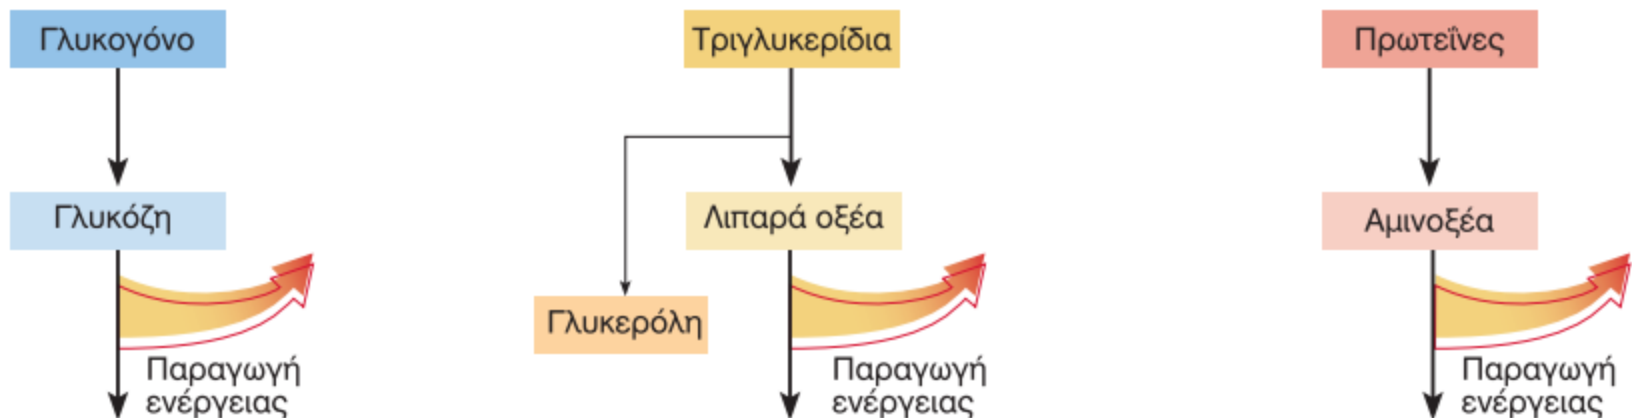 Γλυκογόνο
Τριγλυκερίδια
Πρωτεΐνες
Γλυκόζη
Λιπαρά οξέα
Αμινοξέα
Γλυκερόλη
Παραγωγή
ενέργειας
Παραγωγή
ενέργειας
Παραγωγή
ενέργειας